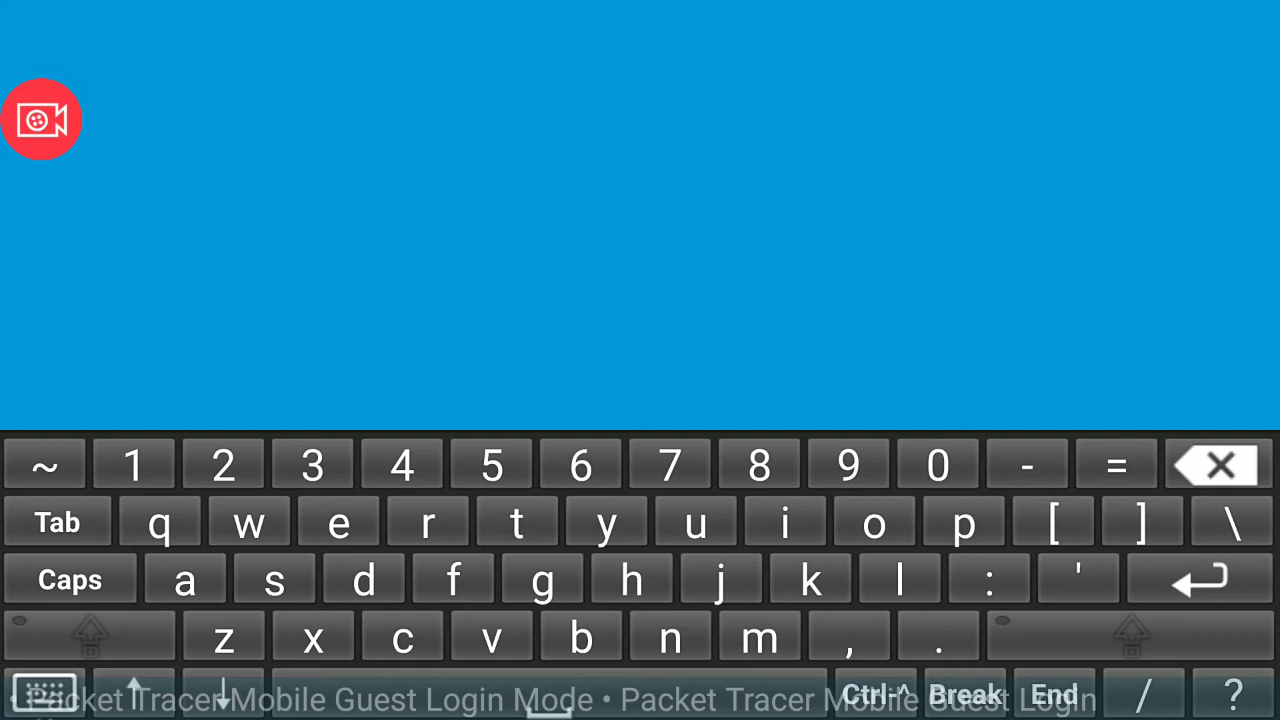 ~ 1 2 3 4 5 6 7 8 9 0 - =
Tab q w e r t y u i o p [ ] \
Caps a s d f g h j k l : '
z x c v b n m , .
Ctrl-^ Break End / ?
• Packet Tracer Mobile Guest Login Mode • Packet Tracer Mobile Guest Login